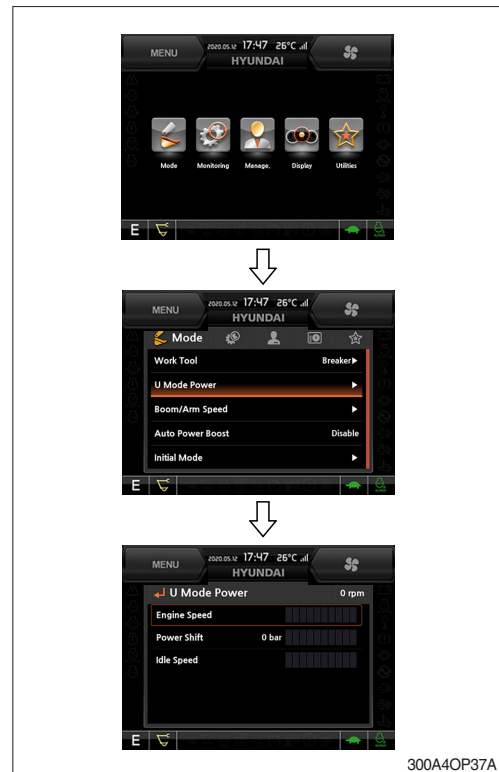 MENU 2020.05.12 17:47 26°C
HYUNDAI
Mode Monitoring Manage. Display Utilities
E
MENU 2020.05.12 17:47 26°C
HYUNDAI
Mode
Work Tool Breaker▶
U Mode Power ▶
Boom/Arm Speed ▶
Auto Power Boost Disable
Initial Mode ▶
E
MENU 2020.05.12 17:47 26°C
HYUNDAI
U Mode Power 0 rpm
Engine Speed
Power Shift 0 bar
Idle Speed
E
300A4OP37A